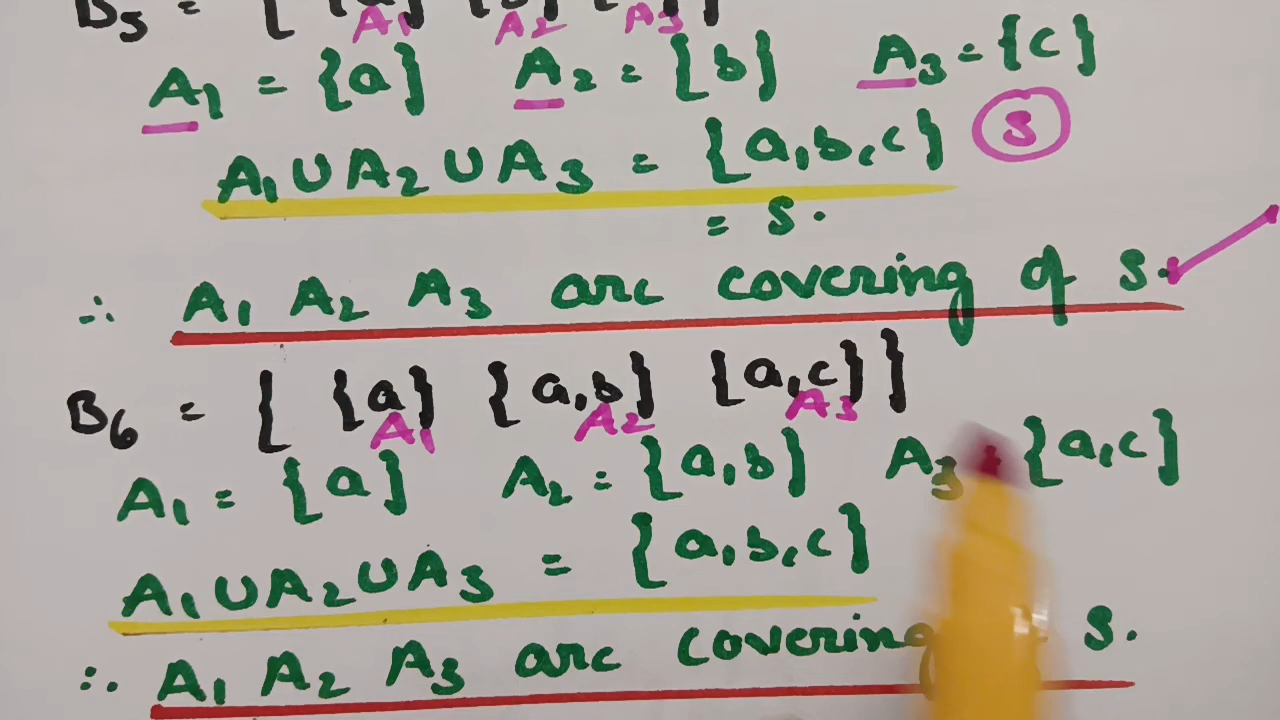 B5 = { {a} {b} {c} }
A1 A2 A3
A1 = {a} A2 = {b} A3 = {c}
A1 ∪ A2 ∪ A3 = {a,b,c} S
= S.
∴ A1 A2 A3 are covering of S.
B6 = { {a} {a,b} {a,c} }
A1 A2 A3
A1 = {a} A2 = {a,b} A3 = {a,c}
A1 ∪ A2 ∪ A3 = {a,b,c}
∴ A1 A2 A3 are covering S.